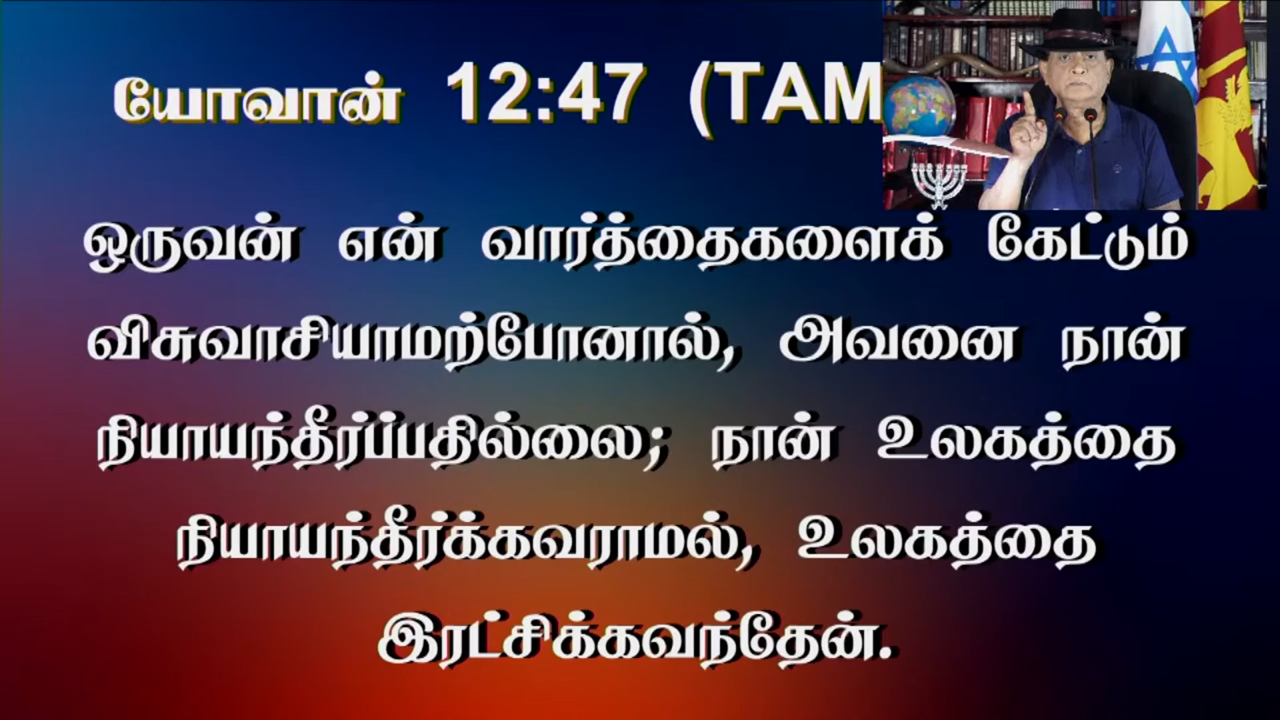 யோவான் 12:47 (TAM
ஒருவன் என் வார்த்தைகளைக் கேட்டும்
விசுவாசியாமற்போனால், அவனை நான்
நியாயந்தீர்ப்பதில்லை; நான் உலகத்தை
நியாயந்தீர்க்கவராமல், உலகத்தை
இரட்சிக்கவந்தேன்.